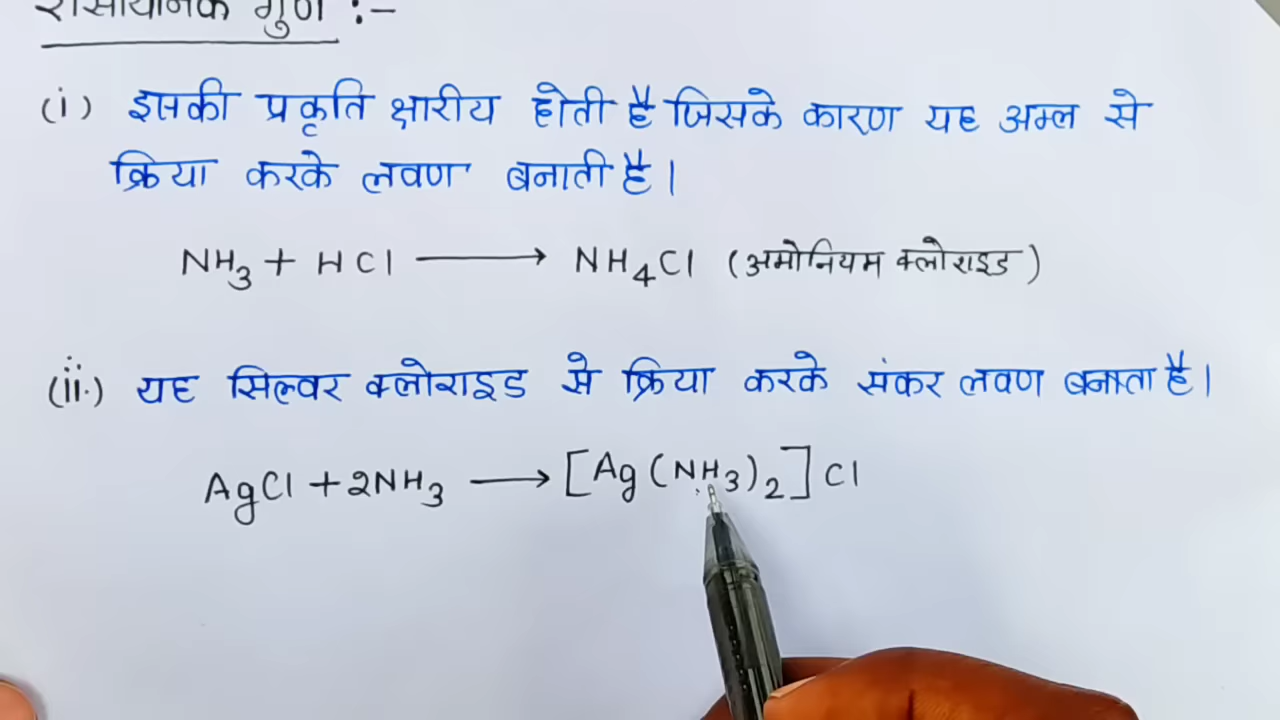 रासायनिक गुण :-
(i) इसकी प्रकृति क्षारीय होती है जिसके कारण यह अम्ल से
क्रिया करके लवण बनाती है।
NH₃ + HCl ⟶ NH₄Cl (अमोनियम क्लोराइड)
(ii.) यह सिल्वर क्लोराइड से क्रिया करके संकर लवण बनाता है।
AgCl + 2NH₃ ⟶ [Ag(NH₃)₂]Cl